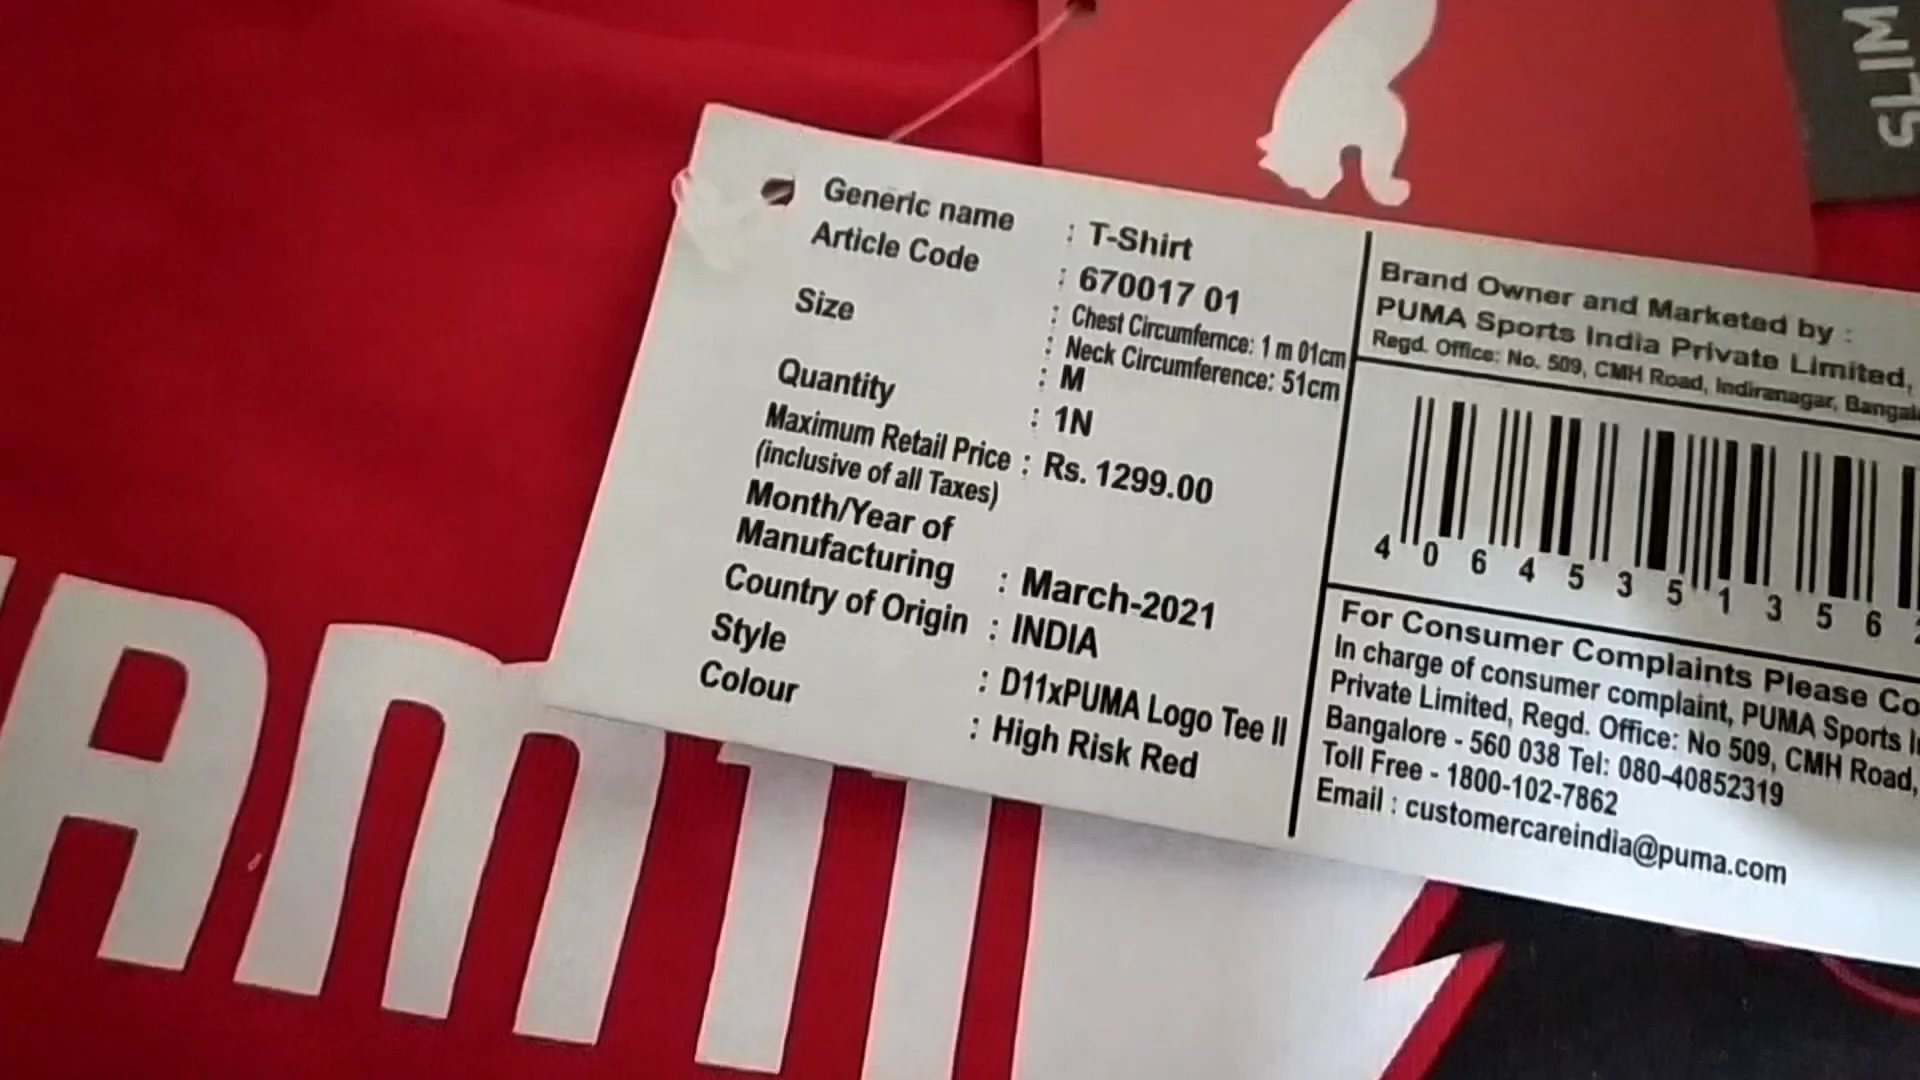 SLIM
Generic name : T-Shirt
Article Code : 670017 01
Size : Chest Circumfernce: 1 m 01cm
: Neck Circumference: 51cm
: M
Quantity : 1N
Maximum Retail Price : Rs. 1299.00
(inclusive of all Taxes)
Month/Year of
Manufacturing : March-2021
Country of Origin : INDIA
Style : D11xPUMA Logo Tee II
Colour : High Risk Red
Brand Owner and Marketed by :
PUMA Sports India Private Limited,
Regd. Office: No. 509, CMH Road, Indiranagar,
4 0 6 4 5 3 5 1 3 5 6
For Consumer Complaints Please
In charge of consumer complaint, PUMA Sports
Private Limited, Regd. Office: No 509, CMH Road,
Bangalore - 560 038 Tel: 080-40852319
Toll Free - 1800-102-7862
Email : customercareindia@puma.com